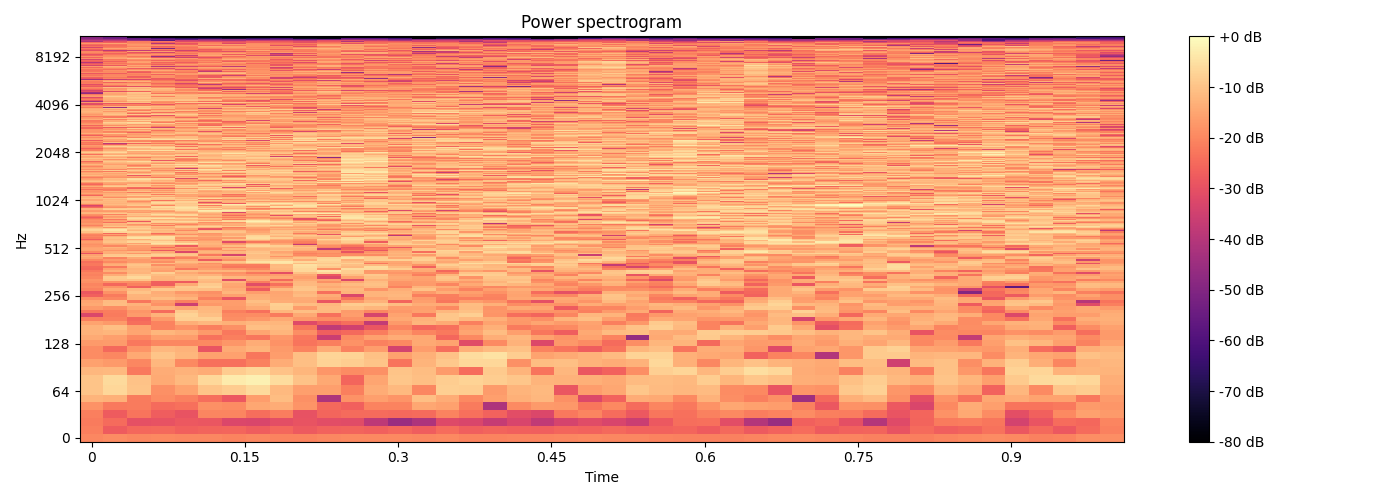 Power spectrogram
8192
4096
2048
1024
512
256
128
64
0
Hz
0 0.15 0.3 0.45 0.6 0.75 0.9
Time
+0 dB
-10 dB
-20 dB
-30 dB
-40 dB
-50 dB
-60 dB
-70 dB
-80 dB